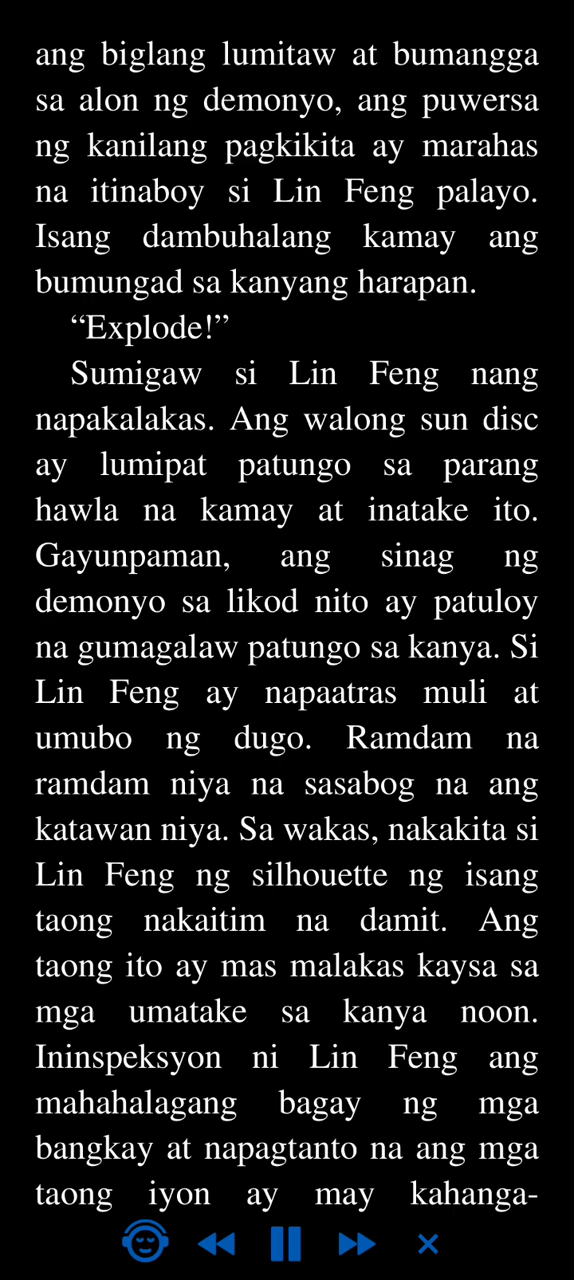 ang biglang lumitaw at bumangga
sa alon ng demonyo, ang puwersa
ng kanilang pagkikita ay marahas
na itinaboy si Lin Feng palayo.
Isang dambuhalang kamay ang
bumungad sa kanyang harapan.
“Explode!”
Sumigaw si Lin Feng nang
napakalakas. Ang walong sun disc
ay lumipat patungo sa parang
hawla na kamay at inatake ito.
Gayunpaman, ang sinag ng
demonyo sa likod nito ay patuloy
na gumagalaw patungo sa kanya. Si
Lin Feng ay napaatras muli at
umubo ng dugo. Ramdam na
ramdam niya na sasabog na ang
katawan niya. Sa wakas, nakakita si
Lin Feng ng silhouette ng isang
taong nakaitim na damit. Ang
taong ito ay mas malakas kaysa sa
mga umatake sa kanya noon.
Ininspeksyon ni Lin Feng ang
mahahalagang bagay ng mga
bangkay at napagtanto na ang mga
taong iyon ay may kahanga-